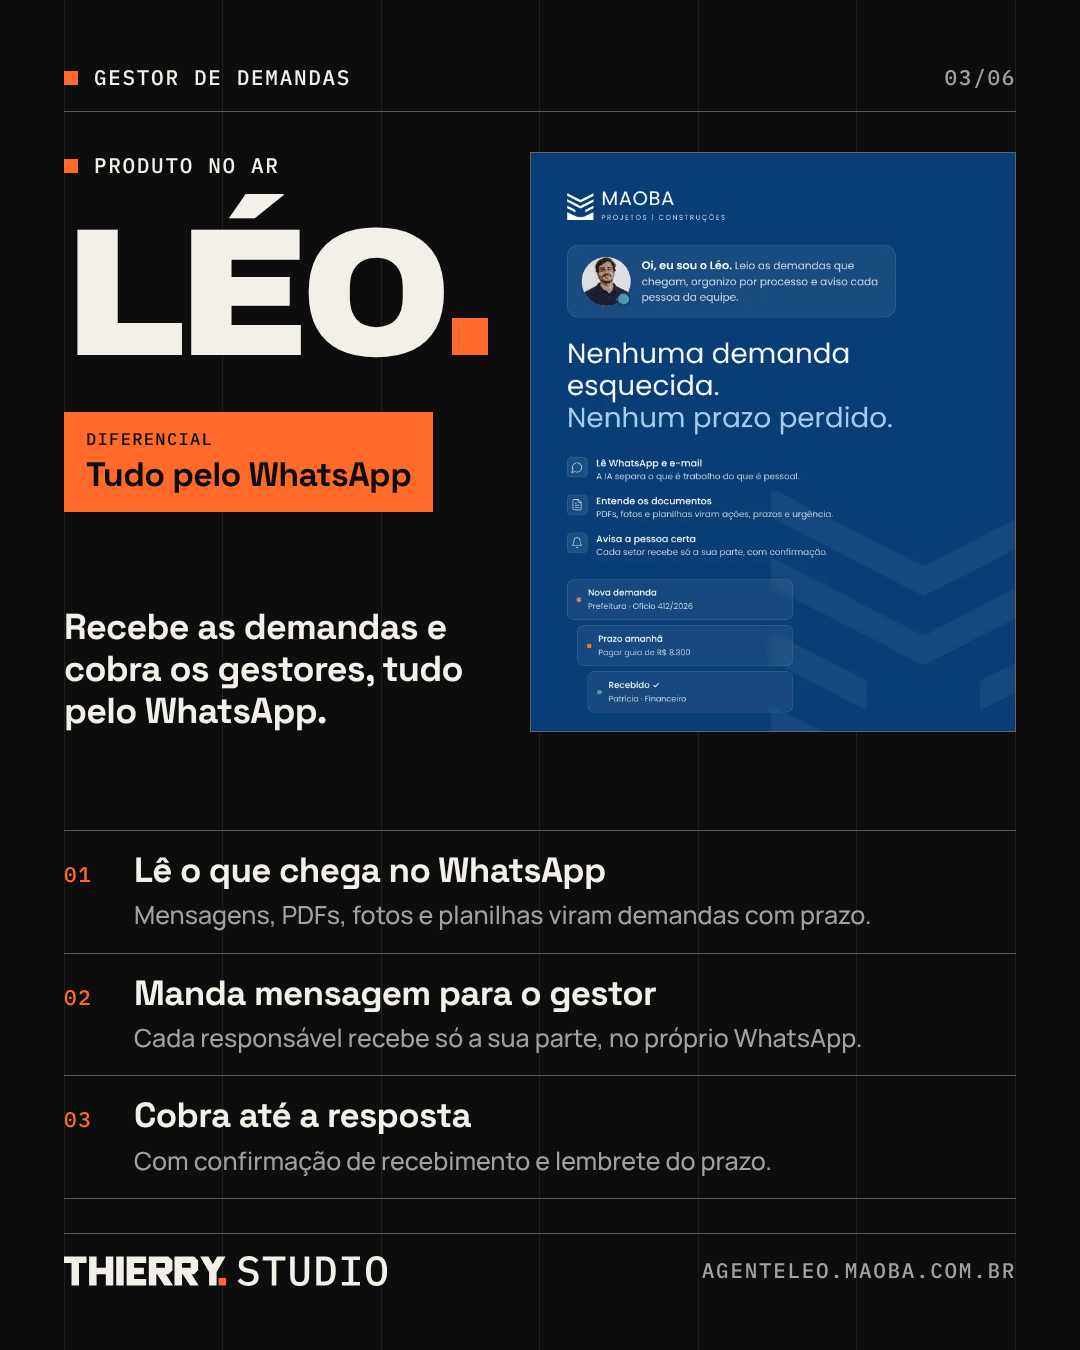 GESTOR DE DEMANDAS
03/06
PRODUTO NO AR
LÉO.
DIFERENCIAL
Tudo pelo WhatsApp
Recebe as demandas e
cobra os gestores, tudo
pelo WhatsApp.
MAOBA
PROJETOS | CONSTRUÇÕES
Oi, eu sou o Léo. Leio as demandas que
chegam, organizo por processo e aviso cada
pessoa da equipe.
Nenhuma demanda
esquecida.
Nenhum prazo perdido.
Lê WhatsApp e e-mail
A IA separa o que é trabalho do que é pessoal.
Entende os documentos
PDFs, fotos e planilhas viram ações, prazos e urgência.
Avisa a pessoa certa
Cada setor recebe só a sua parte, com confirmação.
Nova demanda
Prefeitura · Ofício 412/2026
Prazo amanhã
Pagar guia de R$ 8.300
Recebido ✓
Patrícia · Financeiro
01 Lê o que chega no WhatsApp
Mensagens, PDFs, fotos e planilhas viram demandas com prazo.
02 Manda mensagem para o gestor
Cada responsável recebe só a sua parte, no próprio WhatsApp.
03 Cobra até a resposta
Com confirmação de recebimento e lembrete do prazo.
THIERRY. STUDIO
AGENTELEO.MAOBA.COM.BR